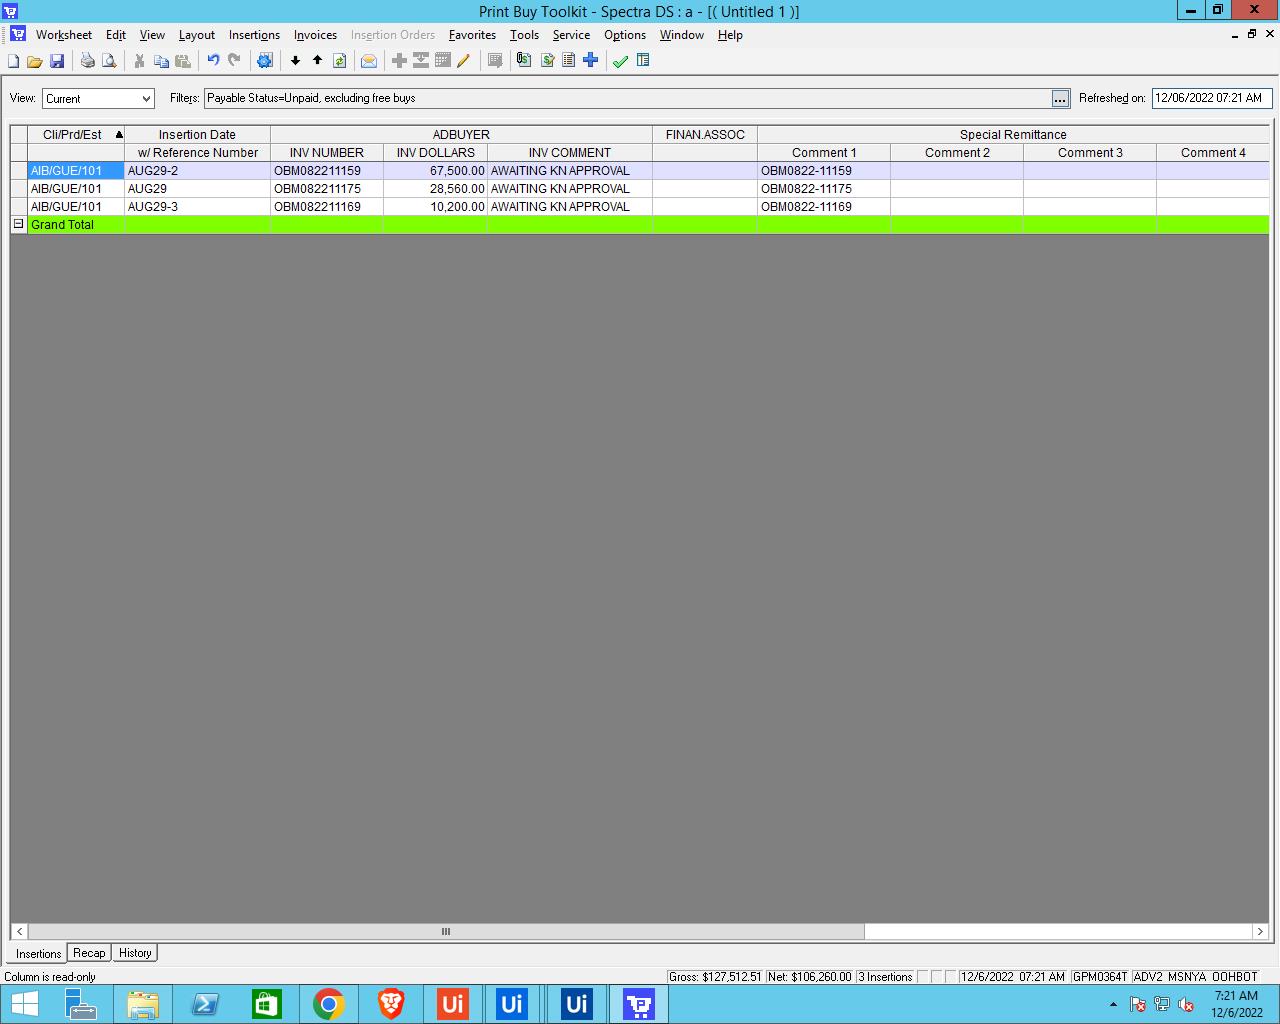 Print Buy Toolkit - Spectra DS : a - [( Untitled 1 )]
Worksheet Edit View Layout Insertions Invoices Insertion Orders Favorites Tools Service Options Window Help
View: Current Filters: Payable Status=Unpaid, excluding free buys ... Refreshed on: 12/06/2022 07:21 AM
Cli/Prd/Est Insertion Date ADBUYER FINAN.ASSOC Special Remittance
w/ Reference Number INV NUMBER INV DOLLARS INV COMMENT Comment 1 Comment 2 Comment 3 Comment 4
AIB/GUE/101 AUG29-2 OBM082211159 67,500.00 AWAITING KN APPROVAL OBM0822-11159
AIB/GUE/101 AUG29 OBM082211175 28,560.00 AWAITING KN APPROVAL OBM0822-11175
AIB/GUE/101 AUG29-3 OBM082211169 10,200.00 AWAITING KN APPROVAL OBM0822-11169
Grand Total
Insertions Recap History
Column is read-only Gross: $127,512.51 Net: $106,260.00 3 Insertions 12/6/2022 07:21 AM GPM0364T ADV2 MSNYA OOHBOT
Ui Ui Ui 7:21 AM
12/6/2022